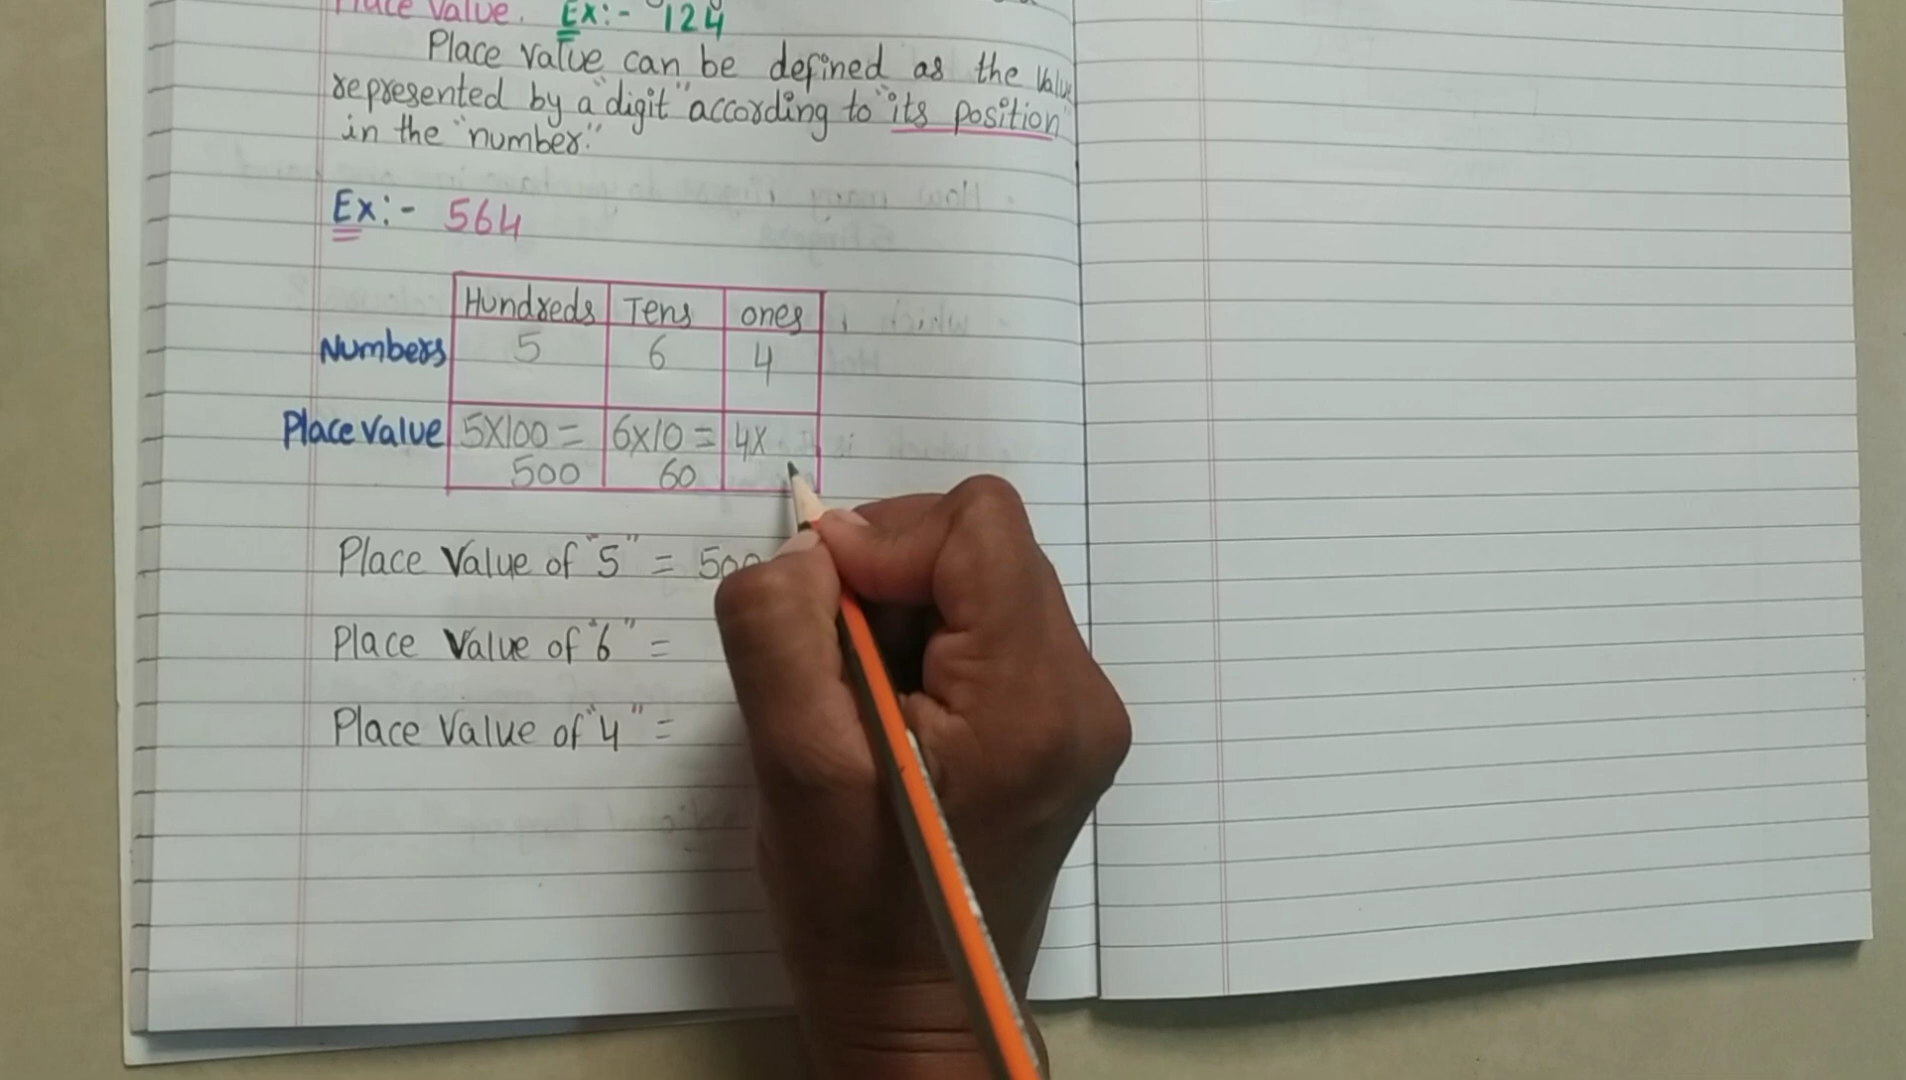 Place Value. Ex:- 124
Place Value can be defined as the Value
represented by a "digit" according to "its position"
in the "number."
Ex:- 564
Hundreds Tens ones
Numbers 5 6 4
Place Value 5X100 = 6X10 = 4X
500 60
Place Value of "5" = 500
Place Value of "6" =
Place Value of "4" =